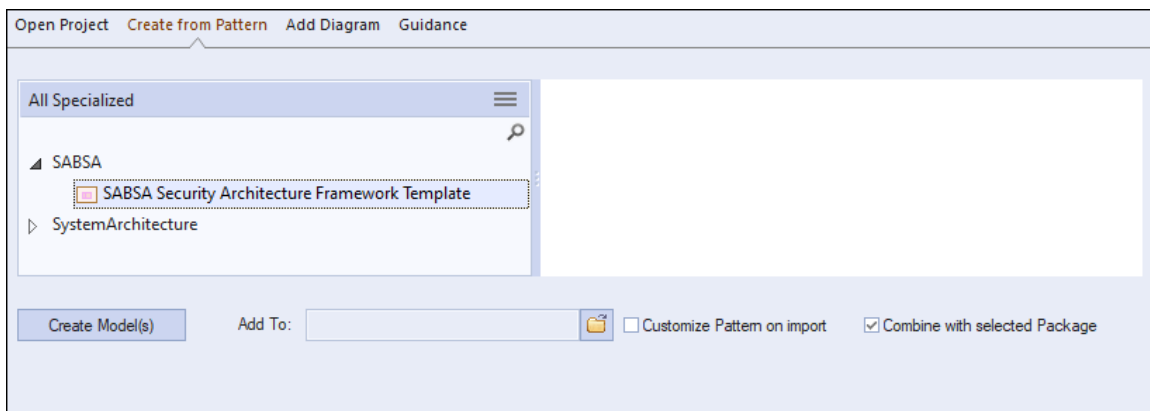 Open Project Create from Pattern Add Diagram Guidance
All Specialized
SABSA
SABSA Security Architecture Framework Template
SystemArchitecture
Create Model(s) Add To: Customize Pattern on import Combine with selected Package